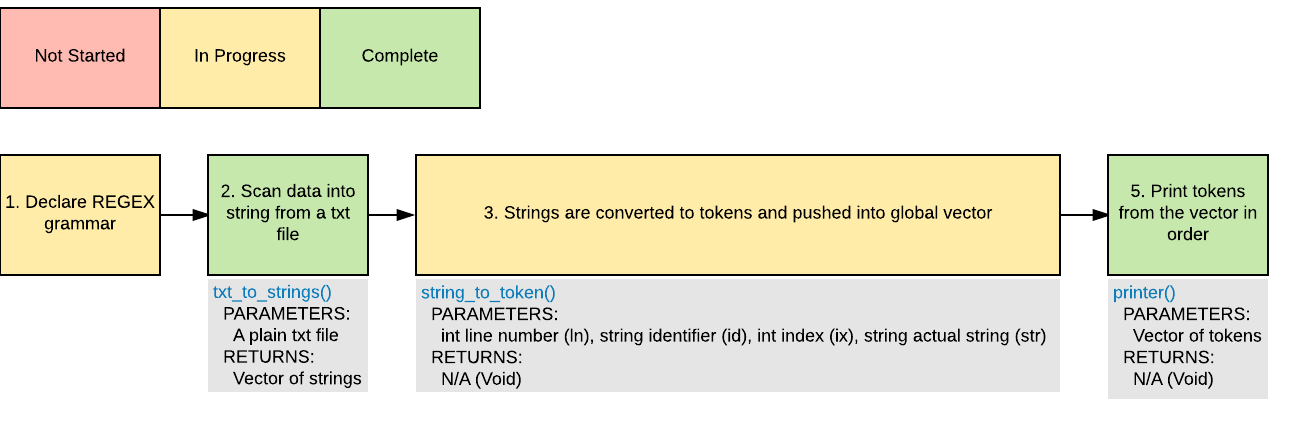 Not Started
In Progress
Complete
1. Declare REGEX
grammar
2. Scan data into
string from a txt
file
3. Strings are converted to tokens and pushed into global vector
5. Print tokens
from the vector in
order
txt_to_strings()
PARAMETERS:
A plain txt file
RETURNS:
Vector of strings
string_to_token()
PARAMETERS:
int line number (ln), string identifier (id), int index (ix), string actual string (str)
RETURNS:
N/A (Void)
printer()
PARAMETERS:
Vector of tokens
RETURNS:
N/A (Void)